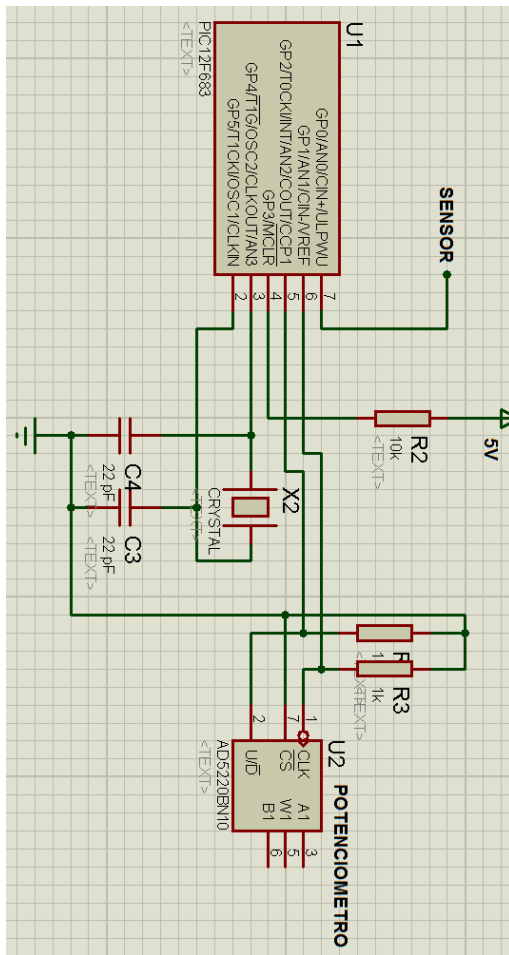 U1
GP0/AN0/CIN+/ULPWU
GP1/AN1/CIN-/VREF
GP2/T0CKI/INT/AN2/COUT/CCP1
GP3/MCLR
GP4/T1G/OSC2/CLKOUT/AN3
GP5/T1CKI/OSC1/CLKIN
PIC12F683
<TEXT>
7
6
5
4
3
2
SENSOR
5V
R2
10k
<TEXT>
X2
CRYSTAL
C4
22 pF
<TEXT>
C3
22 pF
<TEXT>
R
1
R3
1k
<TEXT>
U2
1
7
2
CLK
CS
U/D
A1
W1
B1
3
5
6
AD5220BN10
<TEXT>
POTENCIOMETRO